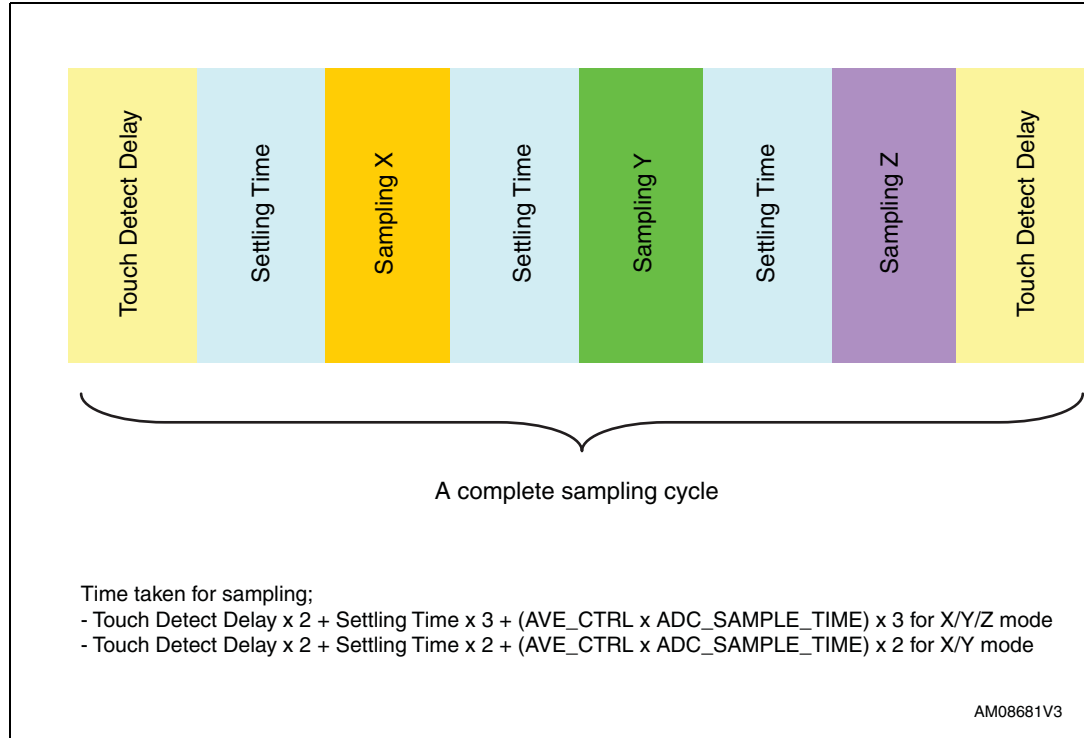 Touch Detect Delay
Settling Time
Sampling X
Settling Time
Sampling Y
Settling Time
Sampling Z
Touch Detect Delay
A complete sampling cycle
Time taken for sampling;
- Touch Detect Delay x 2 + Settling Time x 3 + (AVE_CTRL x ADC_SAMPLE_TIME) x 3 for X/Y/Z mode
- Touch Detect Delay x 2 + Settling Time x 2 + (AVE_CTRL x ADC_SAMPLE_TIME) x 2 for X/Y mode
AM08681V3